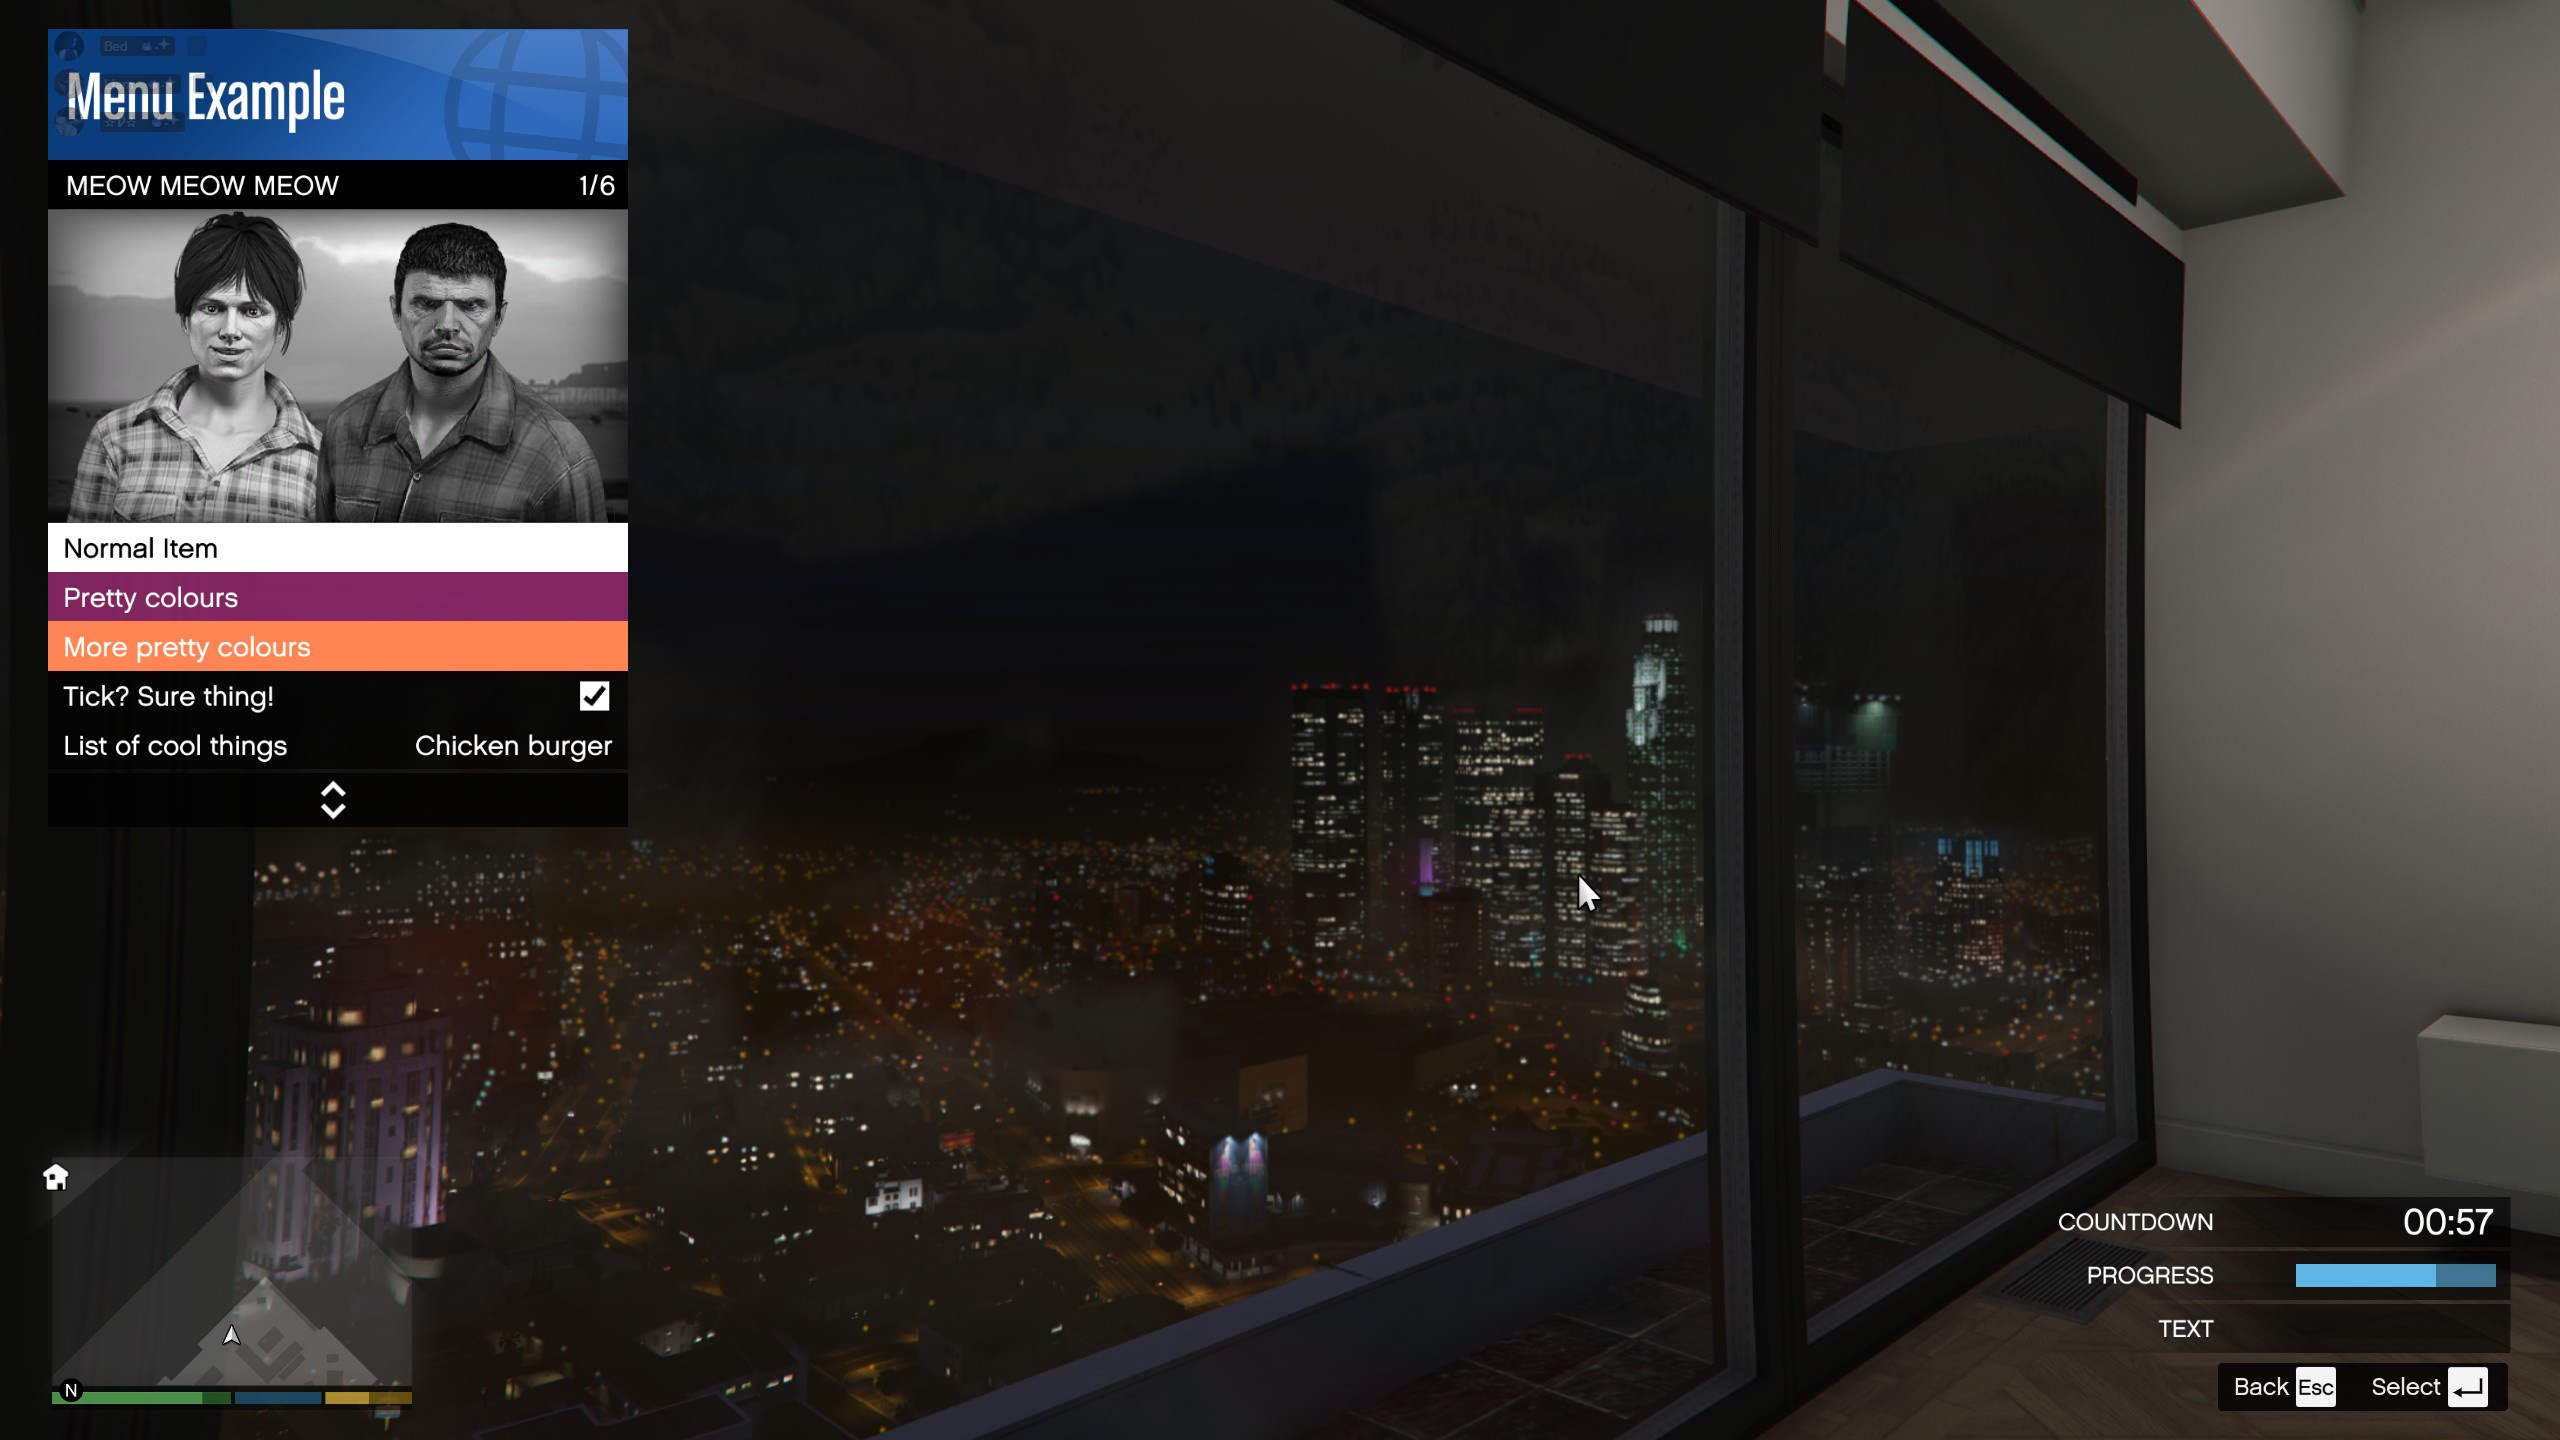 Bed
Menu Example
MEOW MEOW MEOW 1/6
Normal Item
Pretty colours
More pretty colours
Tick? Sure thing!
List of cool things Chicken burger
N
COUNTDOWN 00:57
PROGRESS
TEXT
Back Esc Select